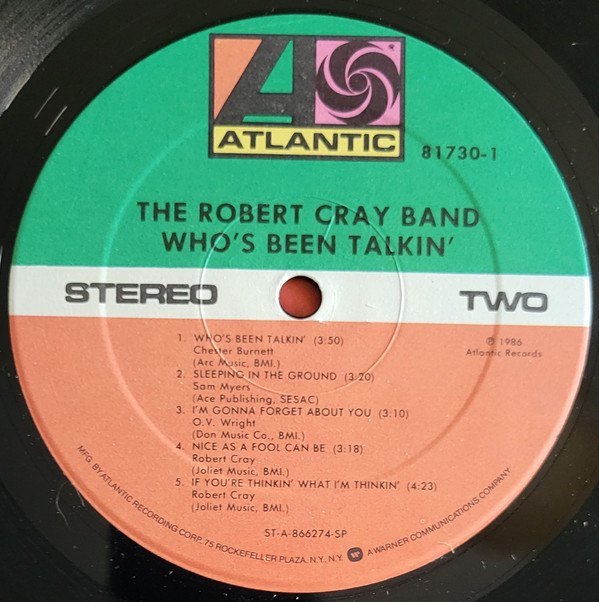 ATLANTIC
81730-1
THE ROBERT CRAY BAND
WHO'S BEEN TALKIN'
STEREO TWO
℗ 1986
Atlantic Records
1. WHO'S BEEN TALKIN' (3:50)
Chester Burnett
(Arc Music, BMI.)
2. SLEEPING IN THE GROUND (3:20)
Sam Myers
(Ace Publishing, SESAC)
3. I'M GONNA FORGET ABOUT YOU (3:10)
O.V. Wright
(Don Music Co., BMI.)
4. NICE AS A FOOL CAN BE (3:18)
Robert Cray
(Joliet Music, BMI.)
5. IF YOU'RE THINKIN' WHAT I'M THINKIN' (4:23)
Robert Cray
(Joliet Music, BMI.)
ST-A-866274-SP
MFG. BY ATLANTIC RECORDING CORP., 75 ROCKEFELLER PLAZA, N.Y., N.Y. A WARNER COMMUNICATIONS COMPANY